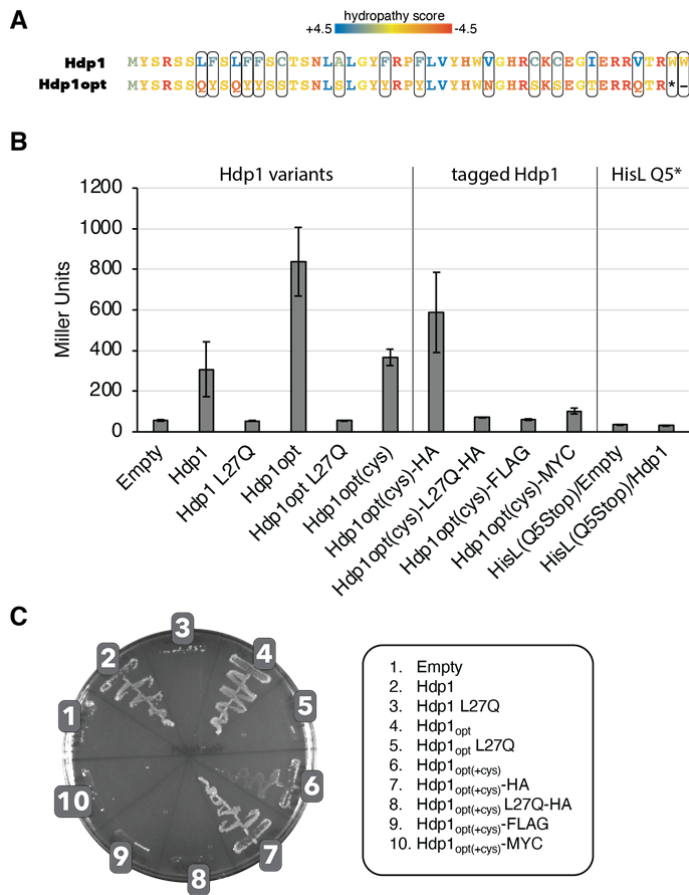 A
hydropathy score
+4.5 -4.5
Hdp1 MYSRSSLFSLFFSCTSNLALGYFRPFLVYHWVGHRCKCEGIERRVTRWW
Hdp1opt MYSRSSQYSQYYSSTSNLSLGYYRPYLVYHWNGHRSKSEGTERRQTR*–
B
Hdp1 variants tagged Hdp1 HisL Q5*
Miller Units
1200
1000
800
600
400
200
0
Empty
Hdp1
Hdp1 L27Q
Hdp1opt
Hdp1opt L27Q
Hdp1opt(cys)
Hdp1opt(cys)-HA
Hdp1opt(cys)-L27Q-HA
Hdp1opt(cys)-FLAG
Hdp1opt(cys)-MYC
HisL(Q5Stop)/Empty
HisL(Q5Stop)/Hdp1
C
1
2
3
4
5
6
7
8
9
10
1. Empty
2. Hdp1
3. Hdp1 L27Q
4. Hdp1opt
5. Hdp1opt L27Q
6. Hdp1opt(+cys)
7. Hdp1opt(+cys)-HA
8. Hdp1opt(+cys) L27Q-HA
9. Hdp1opt(+cys)-FLAG
10. Hdp1opt(+cys)-MYC